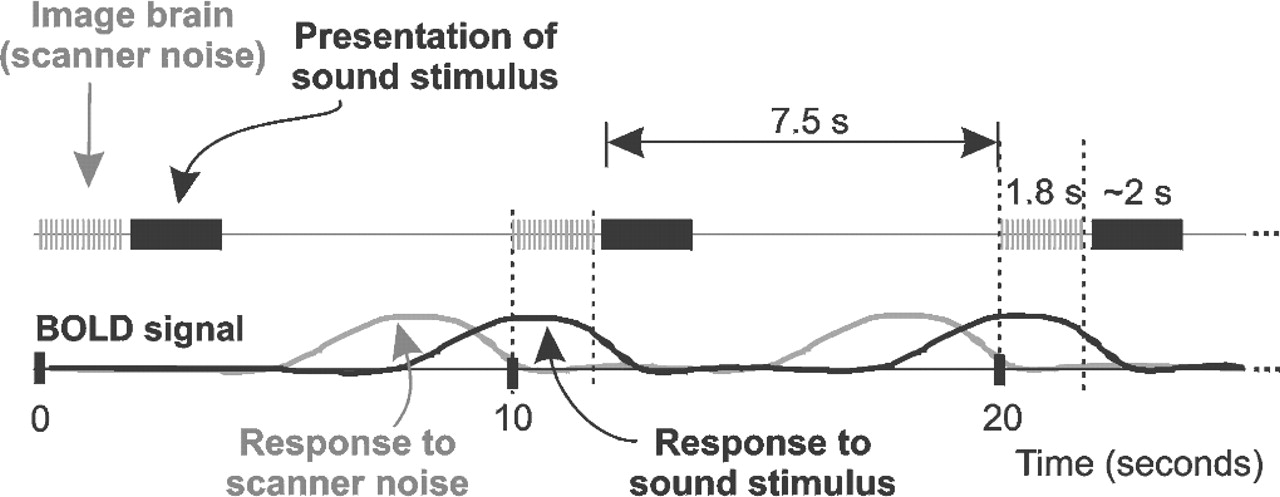 Image brain
(scanner noise)
Presentation of
sound stimulus
7.5 s
1.8 s
~2 s
BOLD signal
0
10
20
Response to
scanner noise
Response to
sound stimulus
Time (seconds)